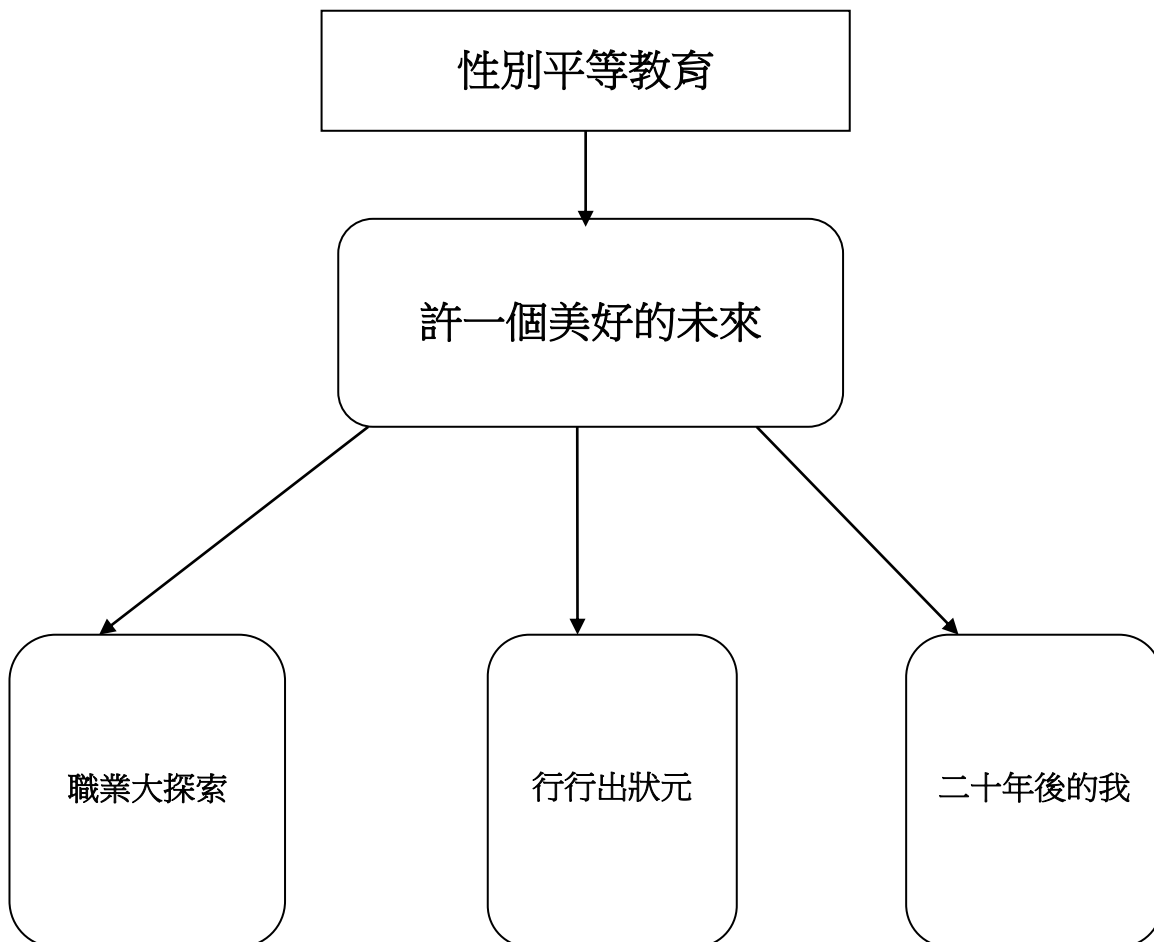 性別平等教育
許一個美好的未來
職業大探索
行行出狀元
二十年後的我